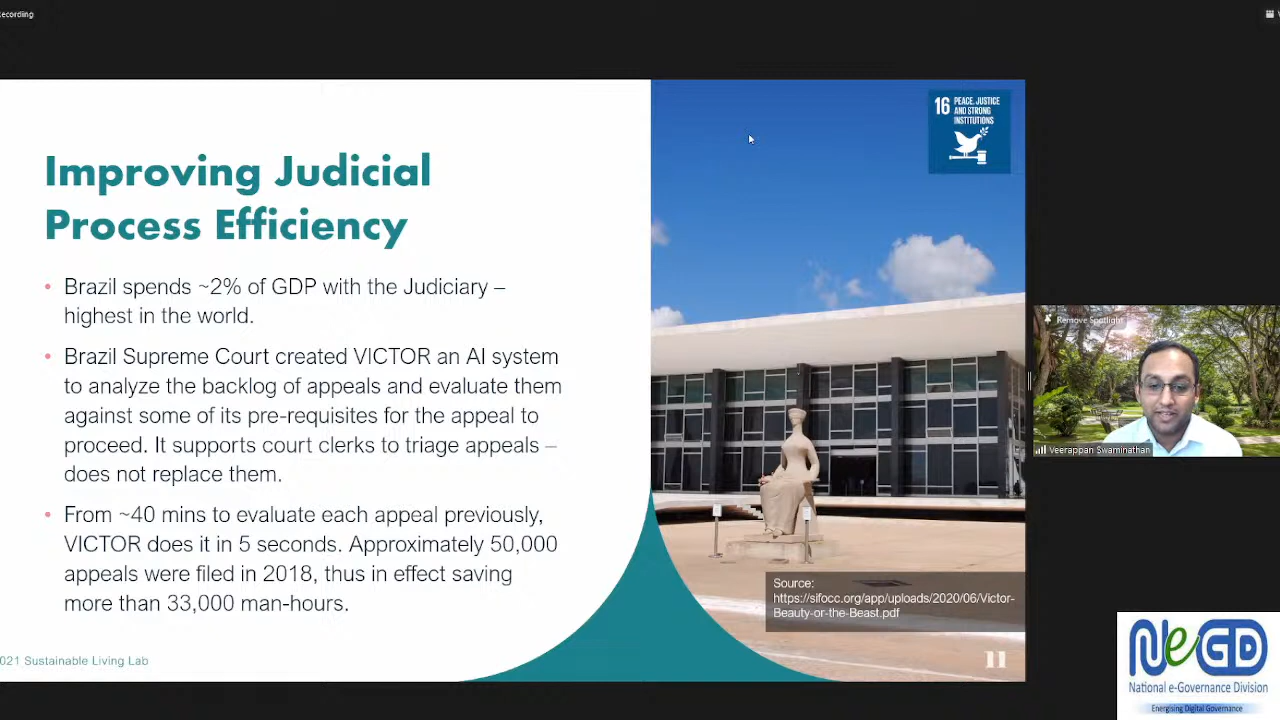 Recording
Improving Judicial
Process Efficiency
• Brazil spends ~2% of GDP with the Judiciary –
highest in the world.
• Brazil Supreme Court created VICTOR an AI system
to analyze the backlog of appeals and evaluate them
against some of its pre-requisites for the appeal to
proceed. It supports court clerks to triage appeals –
does not replace them.
• From ~40 mins to evaluate each appeal previously,
VICTOR does it in 5 seconds. Approximately 50,000
appeals were filed in 2018, thus in effect saving
more than 33,000 man-hours.
021 Sustainable Living Lab
16 PEACE, JUSTICE
AND STRONG
INSTITUTIONS
Source:
https://sifocc.org/app/uploads/2020/06/Victor-
Beauty-or-the-Beast.pdf
11
Remove Spotlight
Veerappan Swaminathan
NeGD
National e-Governance Division
Energising Digital Governance